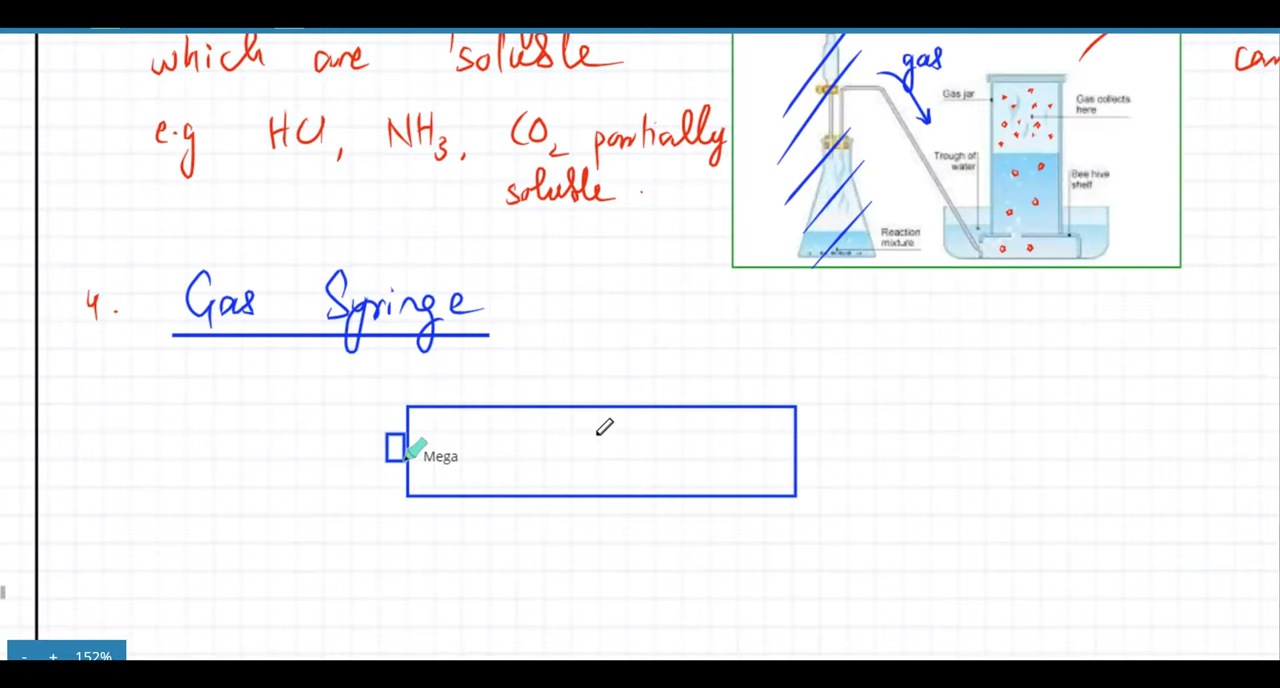 which are soluble
can
e.g HCl, NH3, CO2 partially
soluble.
gas
Gas jar
Gas collects
here
Trough of
water
Bee hive
shelf
Reaction
mixture
4. Gas Syringe
Mega
- + 152%